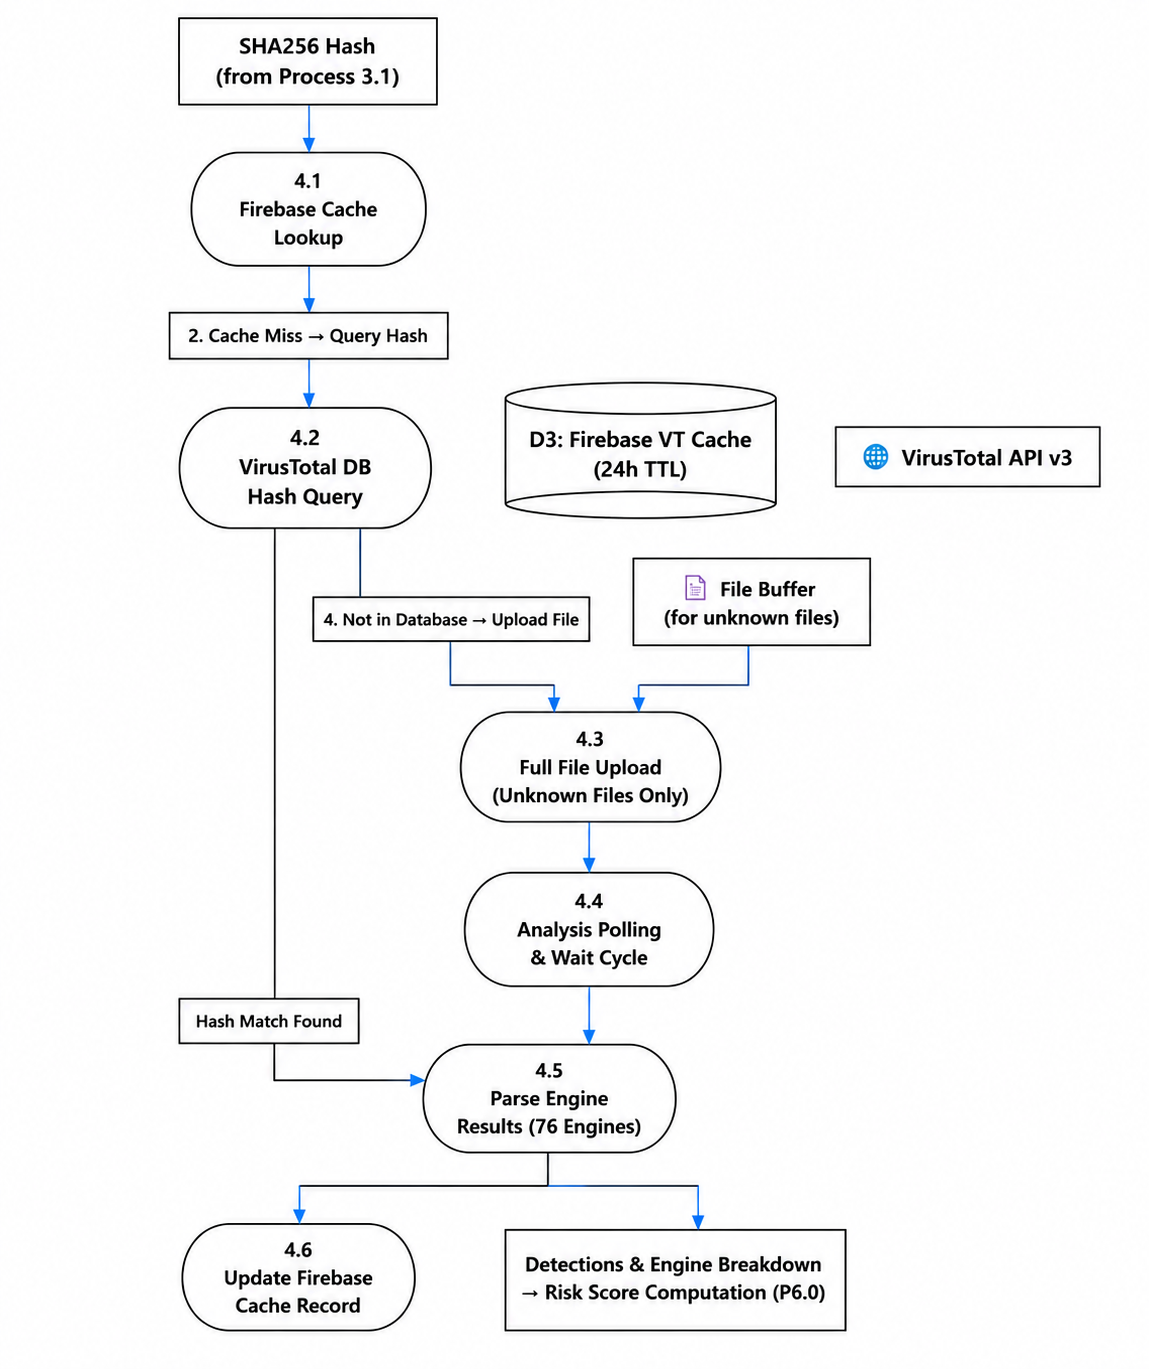 SHA256 Hash
(from Process 3.1)
4.1
Firebase Cache
Lookup
2. Cache Miss → Query Hash
4.2
VirusTotal DB
Hash Query
D3: Firebase VT Cache
(24h TTL)
VirusTotal API v3
4. Not in Database → Upload File
File Buffer
(for unknown files)
4.3
Full File Upload
(Unknown Files Only)
4.4
Analysis Polling
& Wait Cycle
Hash Match Found
4.5
Parse Engine
Results (76 Engines)
4.6
Update Firebase
Cache Record
Detections & Engine Breakdown
→ Risk Score Computation (P6.0)